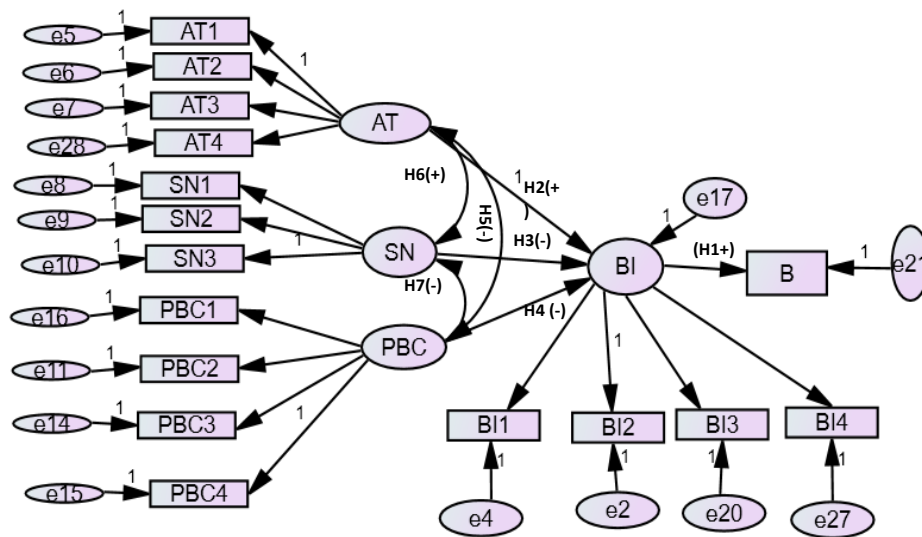 e5 1 AT1
e6 1 AT2 1
e7 1 AT3
e28 1 AT4
AT
e8 1 SN1
H6(+)
1 H2(+
)
e17
1
e9 1 SN2
H5(-)
e10 1 SN3 1
SN
H3(-)
BI
(H1+)
B
1
e21
H7(-)
H4 (-)
e16 1 PBC1
PBC
e11 1 PBC2
e14 1 PBC3 1
e15 1 PBC4
1
BI1 BI2 BI3 BI4
1 1 1 1
e4 e2 e20 e27